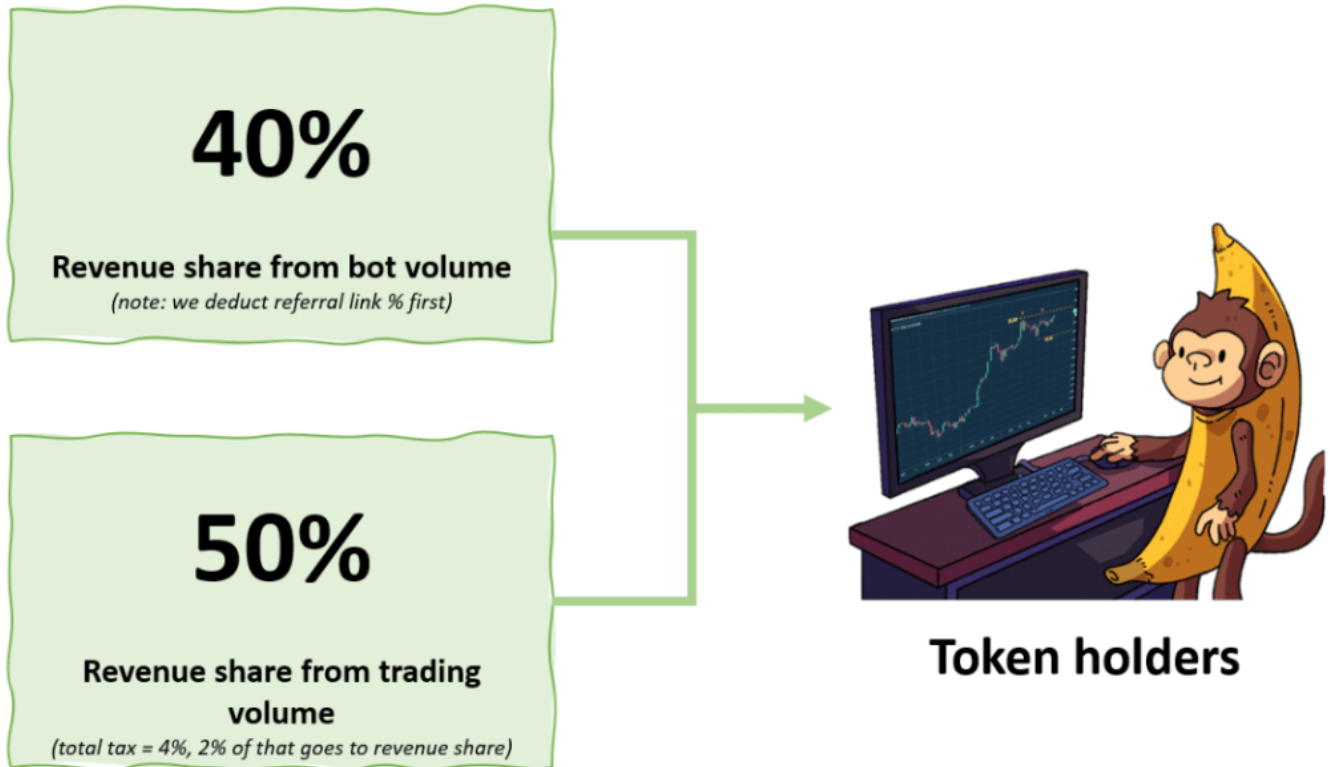 40%
Revenue share from bot volume
(note: we deduct referral link % first)
50%
Revenue share from trading
volume
(total tax = 4%, 2% of that goes to revenue share)
Token holders